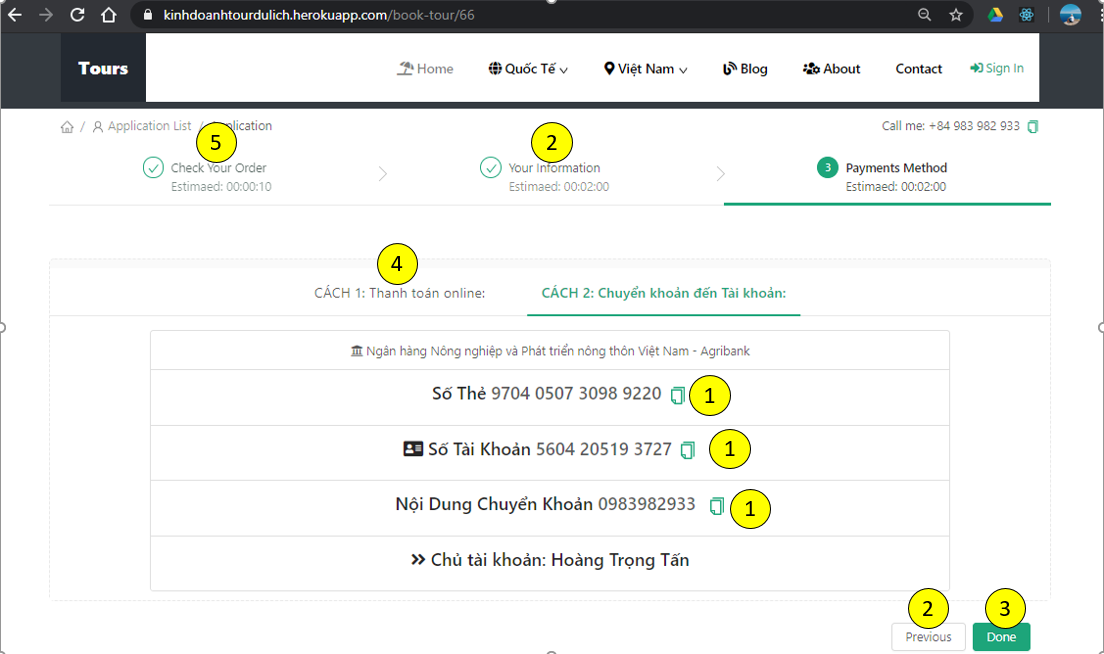 kinhdoanhtourdulich.herokuapp.com/book-tour/66
Tours Home Quốc Tế Việt Nam Blog About Contact Sign In
/ Application List / plication Call me: +84 983 982 933
5 2
Check Your Order Your Information 3 Payments Method
Estimaed: 00:00:10 Estimaed: 00:02:00 Estimaed: 00:02:00
4
CÁCH 1: Thanh toán online: CÁCH 2: Chuyển khoản đến Tài khoản:
Ngân hàng Nông nghiệp và Phát triển nông thôn Việt Nam - Agribank
Số Thẻ 9704 0507 3098 9220 1
Số Tài Khoản 5604 20519 3727 1
Nội Dung Chuyển Khoản 0983982933 1
Chủ tài khoản: Hoàng Trọng Tấn
2 3
Previous Done